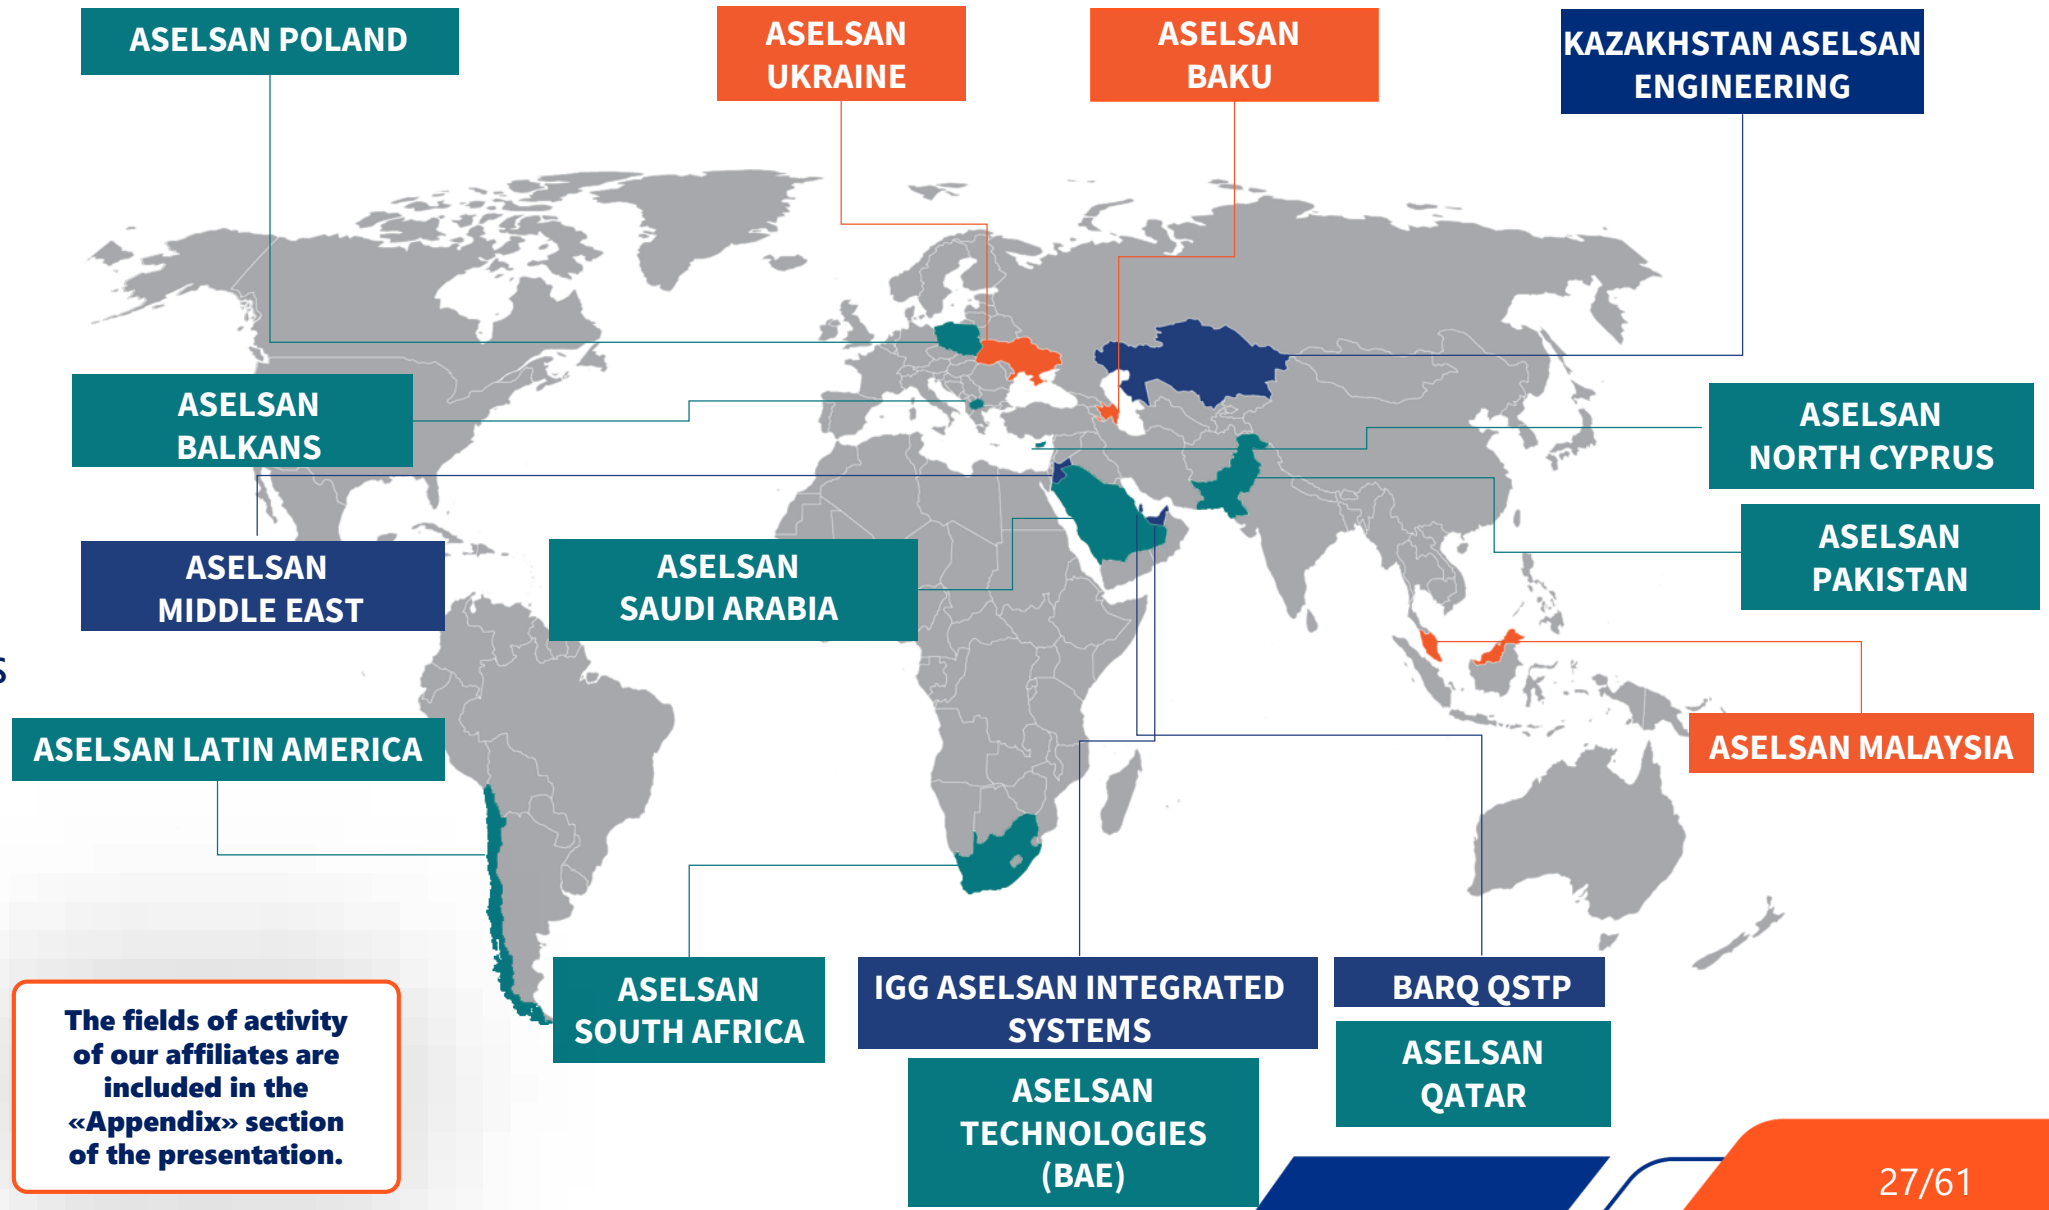 ASELSAN POLAND
ASELSAN
UKRAINE
ASELSAN
BAKU
KAZAKHSTAN ASELSAN
ENGINEERING
ASELSAN
BALKANS
ASELSAN
NORTH CYPRUS
ASELSAN
MIDDLE EAST
ASELSAN
SAUDI ARABIA
ASELSAN
PAKISTAN
S
ASELSAN LATIN AMERICA
ASELSAN MALAYSIA
ASELSAN
SOUTH AFRICA
IGG ASELSAN INTEGRATED
SYSTEMS
BARQ QSTP
ASELSAN
TECHNOLOGIES
(BAE)
ASELSAN
QATAR
The fields of activity
of our affiliates are
included in the
«Appendix» section
of the presentation.
27/61